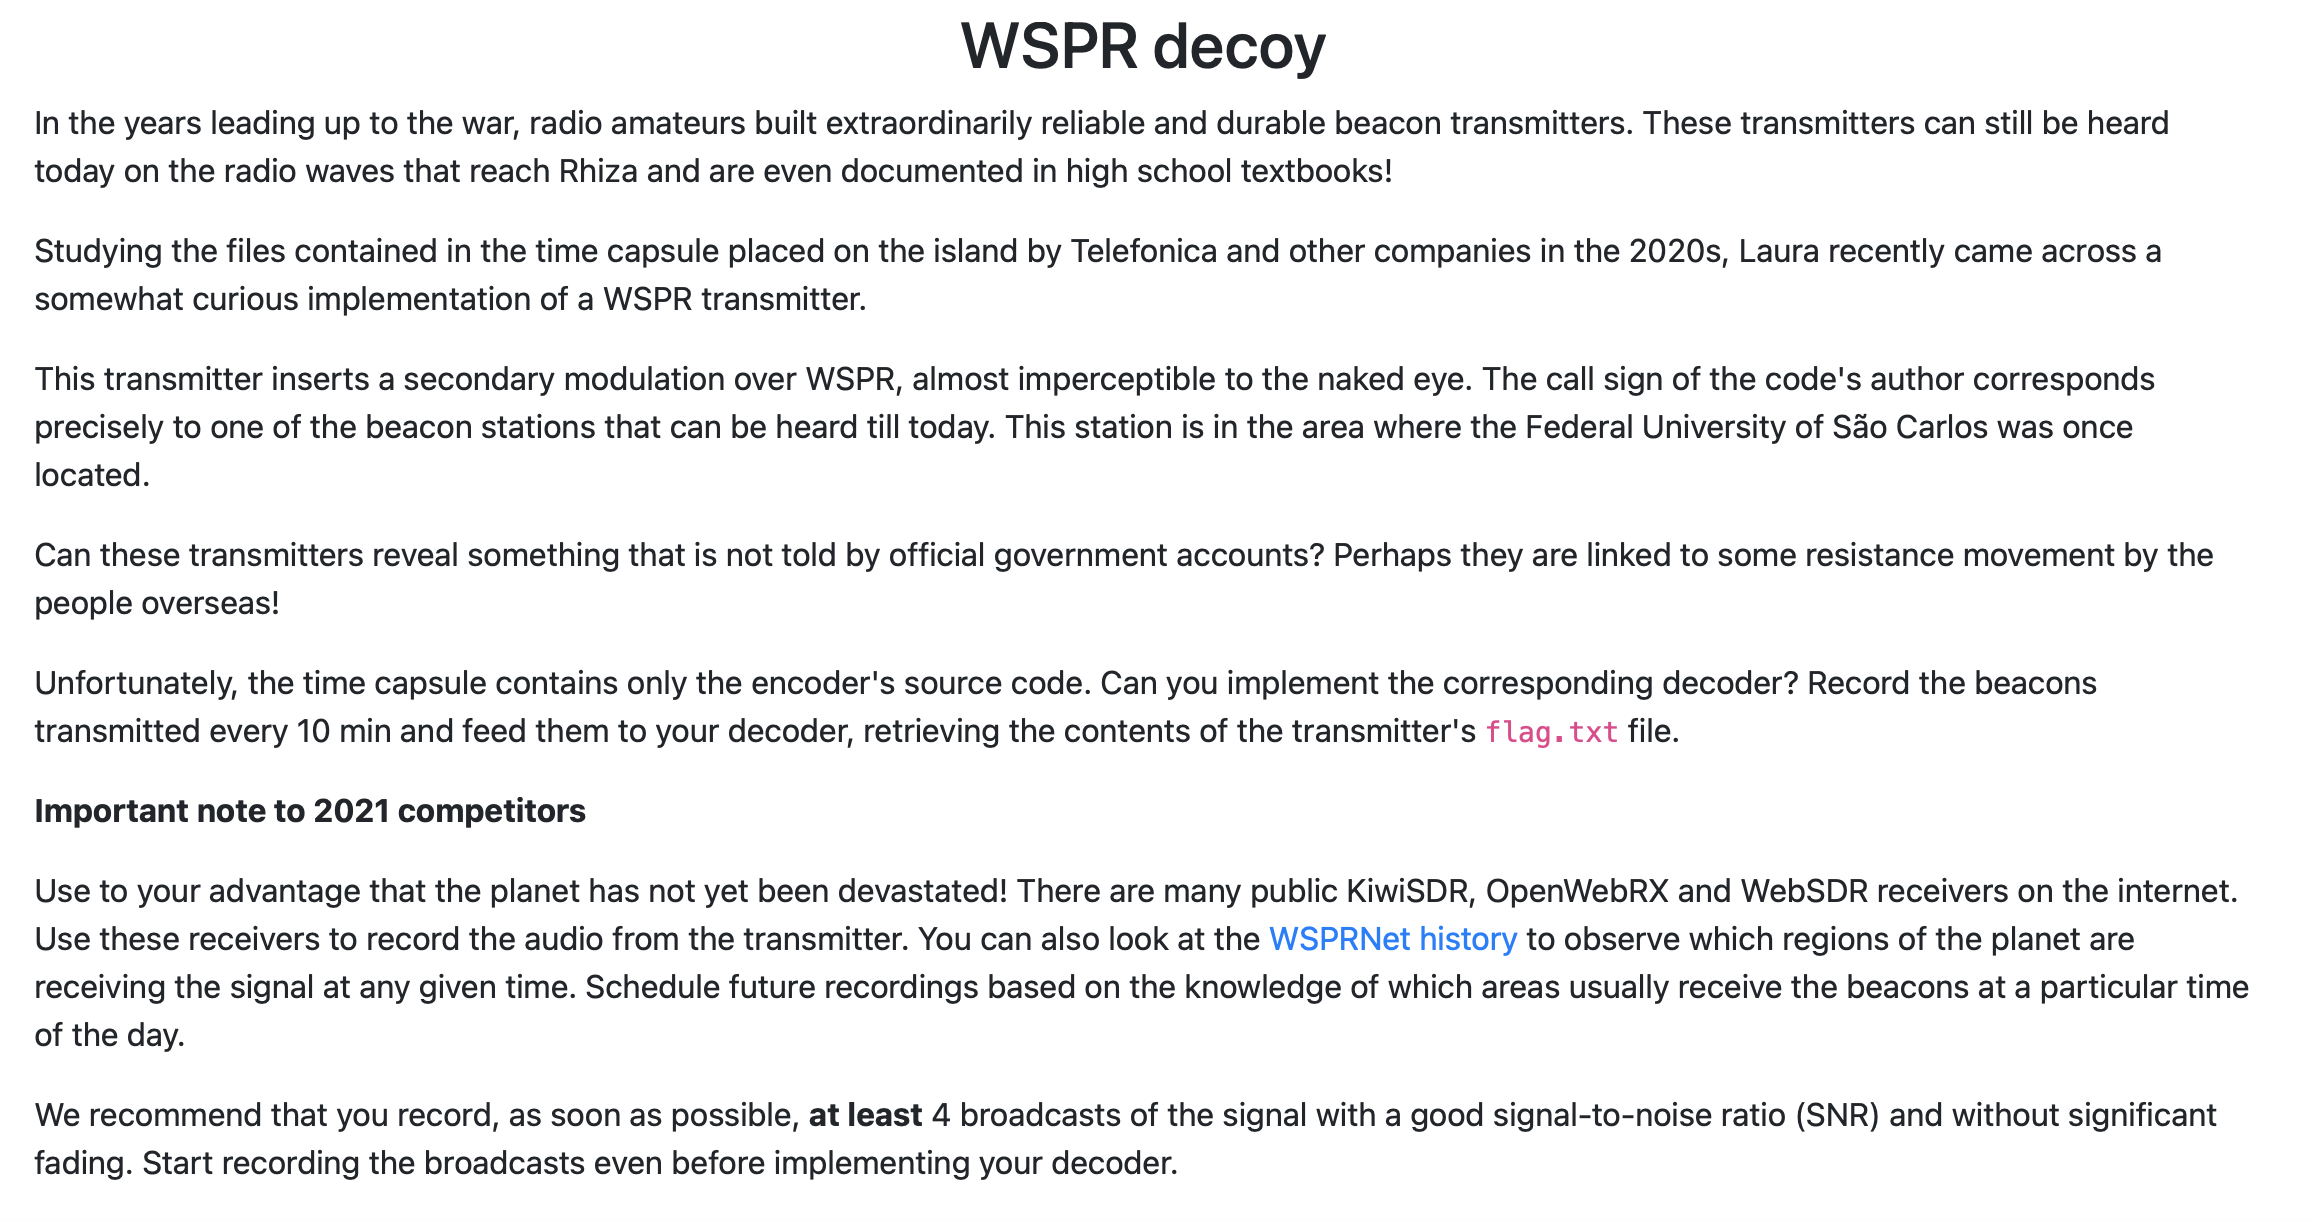 WSPR decoy
In the years leading up to the war, radio amateurs built extraordinarily reliable and durable beacon transmitters. These transmitters can still be heard
today on the radio waves that reach Rhiza and are even documented in high school textbooks!
Studying the files contained in the time capsule placed on the island by Telefonica and other companies in the 2020s, Laura recently came across a
somewhat curious implementation of a WSPR transmitter.
This transmitter inserts a secondary modulation over WSPR, almost imperceptible to the naked eye. The call sign of the code's author corresponds
precisely to one of the beacon stations that can be heard till today. This station is in the area where the Federal University of São Carlos was once
located.
Can these transmitters reveal something that is not told by official government accounts? Perhaps they are linked to some resistance movement by the
people overseas!
Unfortunately, the time capsule contains only the encoder's source code. Can you implement the corresponding decoder? Record the beacons
transmitted every 10 min and feed them to your decoder, retrieving the contents of the transmitter's flag.txt file.
Important note to 2021 competitors
Use to your advantage that the planet has not yet been devastated! There are many public KiwiSDR, OpenWebRX and WebSDR receivers on the internet.
Use these receivers to record the audio from the transmitter. You can also look at the WSPRNet history to observe which regions of the planet are
receiving the signal at any given time. Schedule future recordings based on the knowledge of which areas usually receive the beacons at a particular time
of the day.
We recommend that you record, as soon as possible, at least 4 broadcasts of the signal with a good signal-to-noise ratio (SNR) and without significant
fading. Start recording the broadcasts even before implementing your decoder.